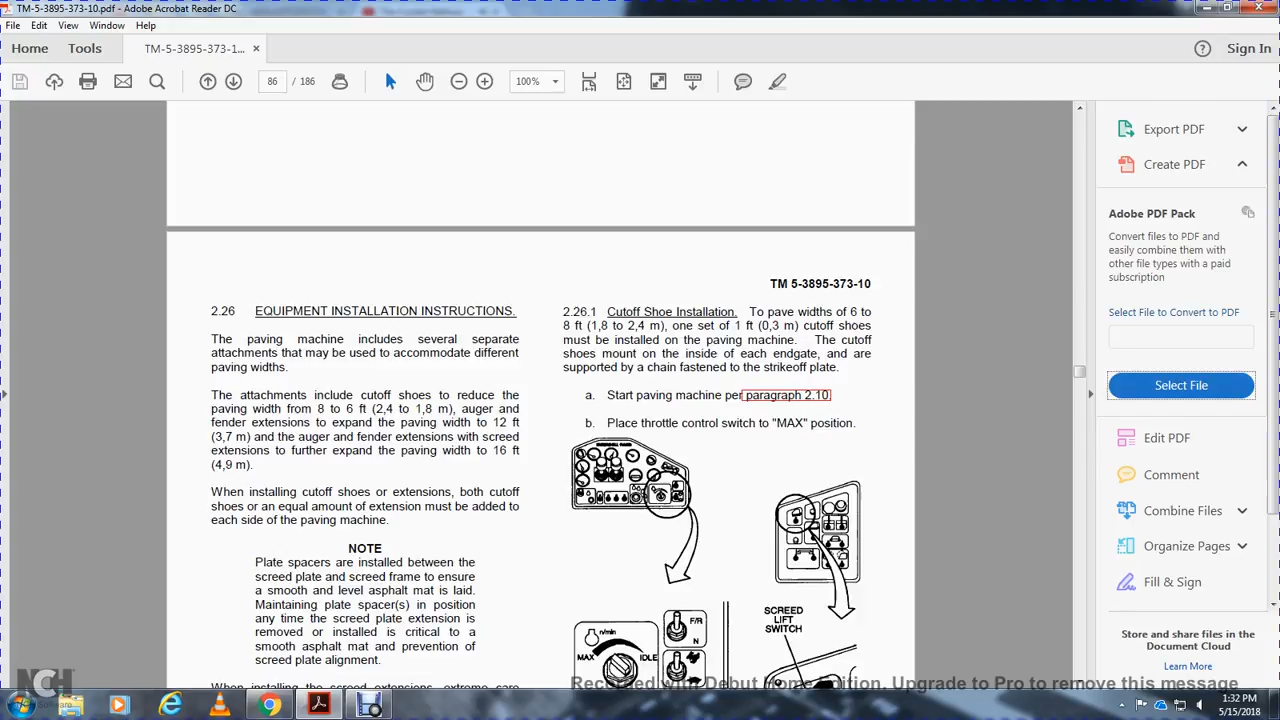 TM-5-3895-373-10.pdf - Adobe Acrobat Reader DC
File Edit View Window Help
Home Tools TM-5-3895-373-1... × Sign In
86 / 186 100%
TM 5-3895-373-10
2.26 EQUIPMENT INSTALLATION INSTRUCTIONS.
The paving machine includes several separate
attachments that may be used to accommodate different
paving widths.
The attachments include cutoff shoes to reduce the
paving width from 8 to 6 ft (2,4 to 1,8 m), auger and
fender extensions to expand the paving width to 12 ft
(3,7 m) and the auger and fender extensions with screed
extensions to further expand the paving width to 16 ft
(4,9 m).
When installing cutoff shoes or extensions, both cutoff
shoes or an equal amount of extension must be added to
each side of the paving machine.
NOTE
Plate spacers are installed between the
screed plate and screed frame to ensure
a smooth and level asphalt mat is laid.
Maintaining plate spacer(s) in position
any time the screed plate extension is
removed or installed is critical to a
smooth asphalt mat and prevention of
screed plate alignment.
When installing the screed extensions, extreme care
2.26.1 Cutoff Shoe Installation. To pave widths of 6 to
8 ft (1,8 to 2,4 m), one set of 1 ft (0,3 m) cutoff shoes
must be installed on the paving machine. The cutoff
shoes mount on the inside of each endgate, and are
supported by a chain fastened to the strikeoff plate.
a. Start paving machine per paragraph 2.10.
b. Place throttle control switch to "MAX" position.
n/min
MAX IDLE
F/R
N
SCREED
LIFT
SWITCH
Export PDF
Create PDF
Adobe PDF Pack
Convert files to PDF and
easily combine them with
other file types with a paid
subscription
Select File to Convert to PDF
Select File
Edit PDF
Comment
Combine Files
Organize Pages
Fill & Sign
Store and share files in the
Document Cloud
Learn More
NCH Software
Recorded with Debut Home Edition. Upgrade to Pro to remove this message
1:32 PM
5/15/2018